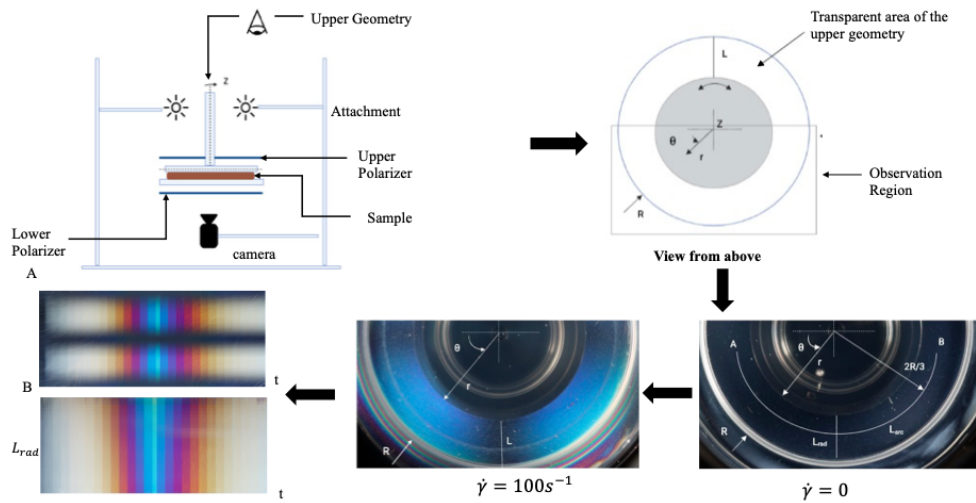 Upper Geometry
z
Attachment
Upper
Polarizer
Sample
Lower
Polarizer
camera
A
Transparent area of the
upper geometry
L
Z
θ
r
R
Observation
Region
View from above
B
t
L_rad
t
θ
r
R
L
γ̇ = 100s⁻¹
A
B
θ
r
2R/3
R
L_rad
L_arc
γ̇ = 0